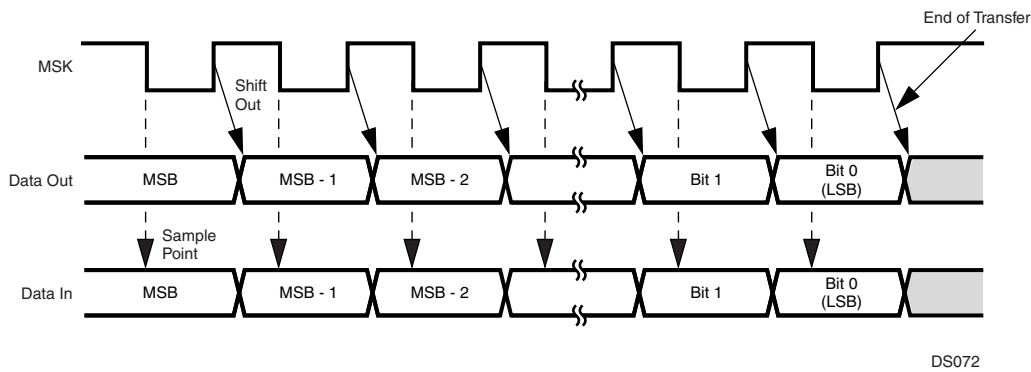 End of Transfer
MSK
Shift
Out
Data Out
MSB
MSB - 1
MSB - 2
Bit 1
Bit 0
(LSB)
Sample
Point
Data In
MSB
MSB - 1
MSB - 2
Bit 1
Bit 0
(LSB)
DS072